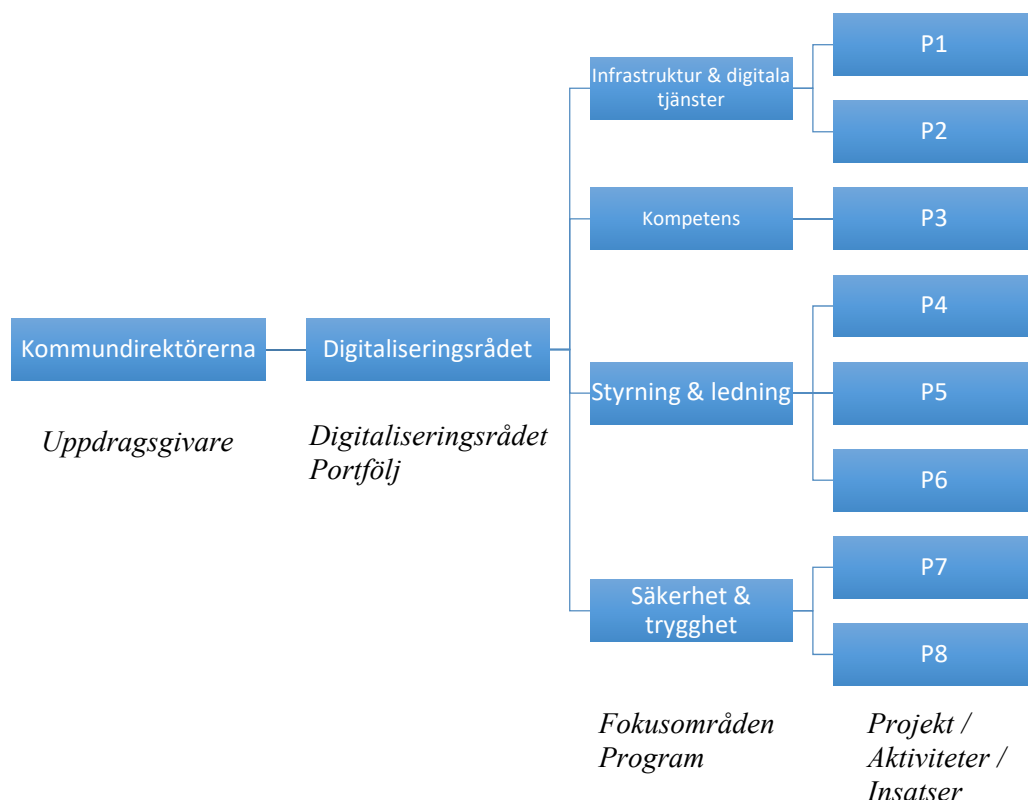 P1
Infrastruktur & digitala
tjänster
P2
Kompetens
P3
P4
Kommundirektörerna
Digitaliseringsrådet
Styrning & ledning
P5
Uppdragsgivare
Digitaliseringsrådet
Portfölj
P6
P7
Säkerhet &
trygghet
P8
Fokusområden
Program
Projekt /
Aktiviteter /
Insatser